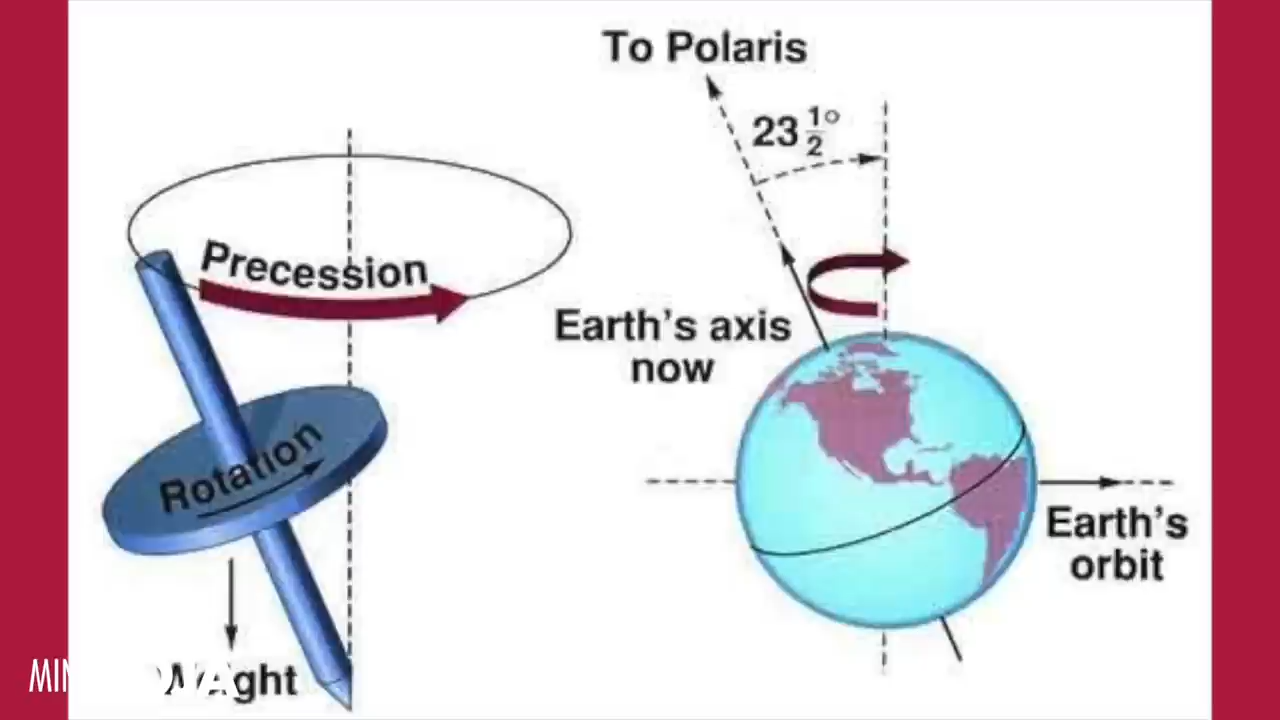 To Polaris
23 1/2°
Precession
Earth's axis
now
Rotation
Earth's
orbit